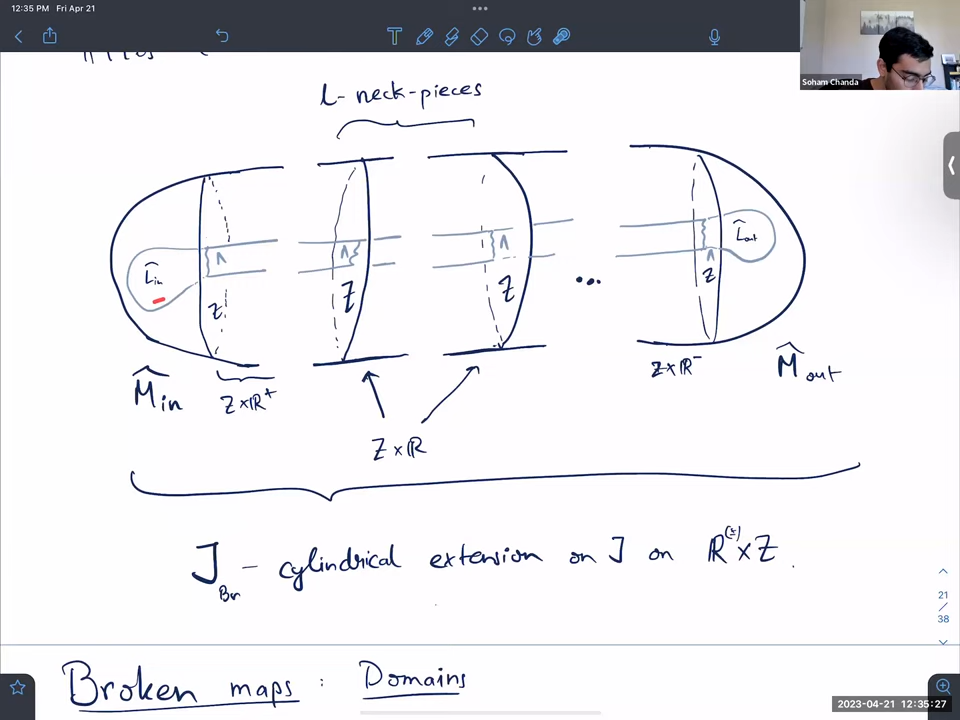 12:35 PM Fri Apr 21
Soham Chanda
l - neck-pieces
L̂in
Λ
Z
Λ
Z
Λ
Z
L̂out
Λ
Z
M̂in
Z×ℝ⁺
Z×ℝ⁻
M̂out
Z×ℝ
J_Br - cylindrical extension on J on ℝ^(±)×Z.
21
/
38
Broken maps : Domains
2023-04-21 12:35:27